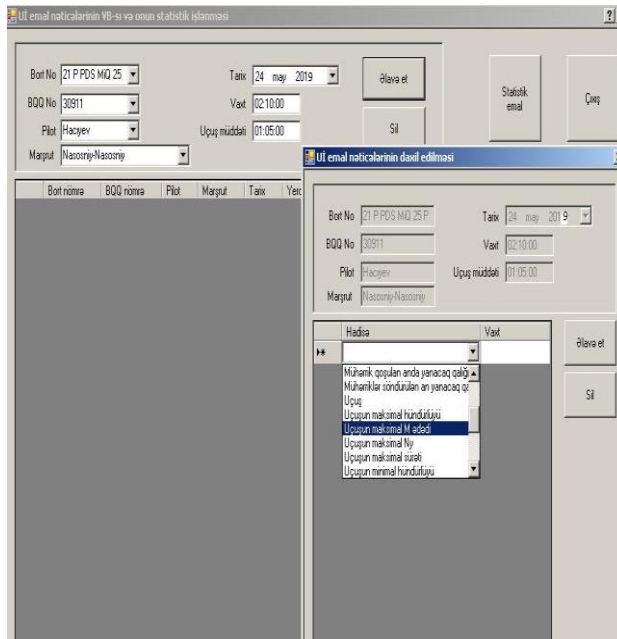 Uİ emal nəticələrinin VB-sı və onun statistik işlənməsi
Bort No 21 P PDS MiQ 25
Tarix 24 may 2019
Əlavə et
Statistik emal
Çıxış
BQQ No 30911
Vaxt 02:10:00
Pilot Hacıyev
Uçuş müddəti 01:05:00
Sil
Marşrut Nasosniy-Nasosniy
Bort nömrə BQQ nömrə Pilot Marşrut Tarix
Uİ emal nəticələrinin daxil edilməsi
Bort No 21 P PDS MiQ 25 P
Tarix 24 may 2019
BQQ No 30911
Vaxt 02:10:00
Pilot Hacıyev
Uçuş müddəti 01:05:00
Marşrut Nasosniy-Nasosniy
Hadisə Vaxt
Əlavə et
Sil
Mühərrik qoşulan anda yanacaq qalığı
Mühərriklər söndürülən an yanacaq
Uçuş
Uçuşun maksimal hündürlüyü
Uçuşun maksimal M ədədi
Uçuşun maksimal Ny
Uçuşun maksimal sürəti
Uçuşun minimal hündürlüyü